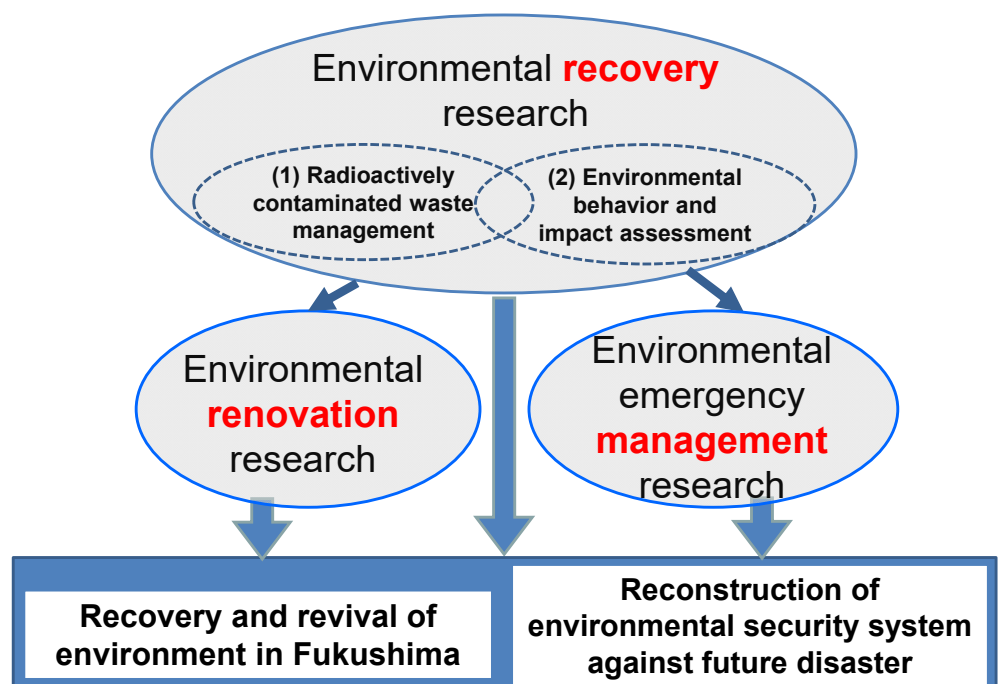 Environmental recovery
research
(1) Radioactively
contaminated waste
management
(2) Environmental
behavior and
impact assessment
Environmental
renovation
research
Environmental
emergency
management
research
Recovery and revival of
environment in Fukushima
Reconstruction of
environmental security system
against future disaster